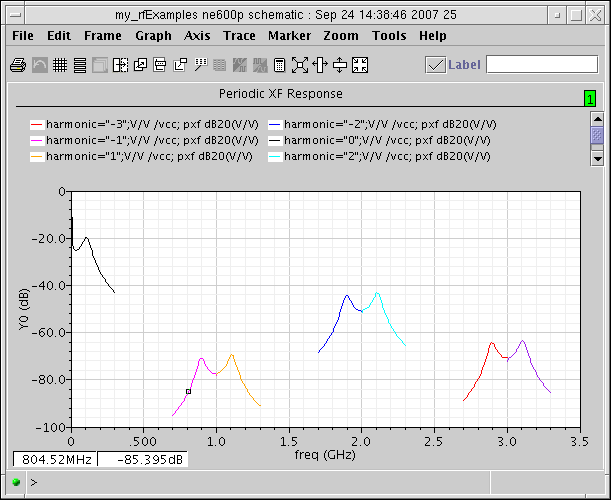 my_rfExamples ne600p schematic : Sep 24 14:38:46 2007 25
File Edit Frame Graph Axis Trace Marker Zoom Tools Help
Label
Periodic XF Response
1
harmonic="-3";V/V /vcc; pxf dB20(V/V) harmonic="-2";V/V /vcc; pxf dB20(V/V)
harmonic="-1";V/V /vcc; pxf dB20(V/V) harmonic="0";V/V /vcc; pxf dB20(V/V)
harmonic="1";V/V /vcc; pxf dB20(V/V) harmonic="2";V/V /vcc; pxf dB20(V/V)
0
-20.0
-40.0
-60.0
-80.0
-100
Y0 (dB)
0 .500 1.0 1.5 2.0 2.5 3.0 3.5
freq (GHz)
804.52MHz -85.395dB
>